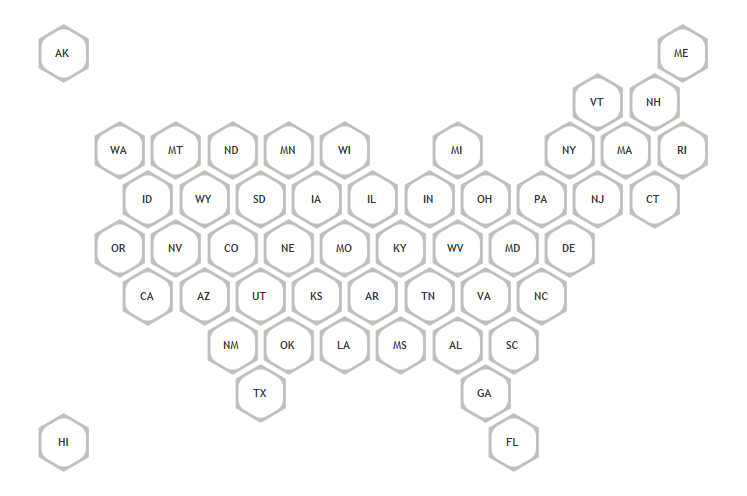 AK ME
VT NH
WA MT ND MN WI MI NY MA RI
ID WY SD IA IL IN OH PA NJ CT
OR NV CO NE MO KY WV MD DE
CA AZ UT KS AR TN VA NC
NM OK LA MS AL SC
TX GA
HI FL